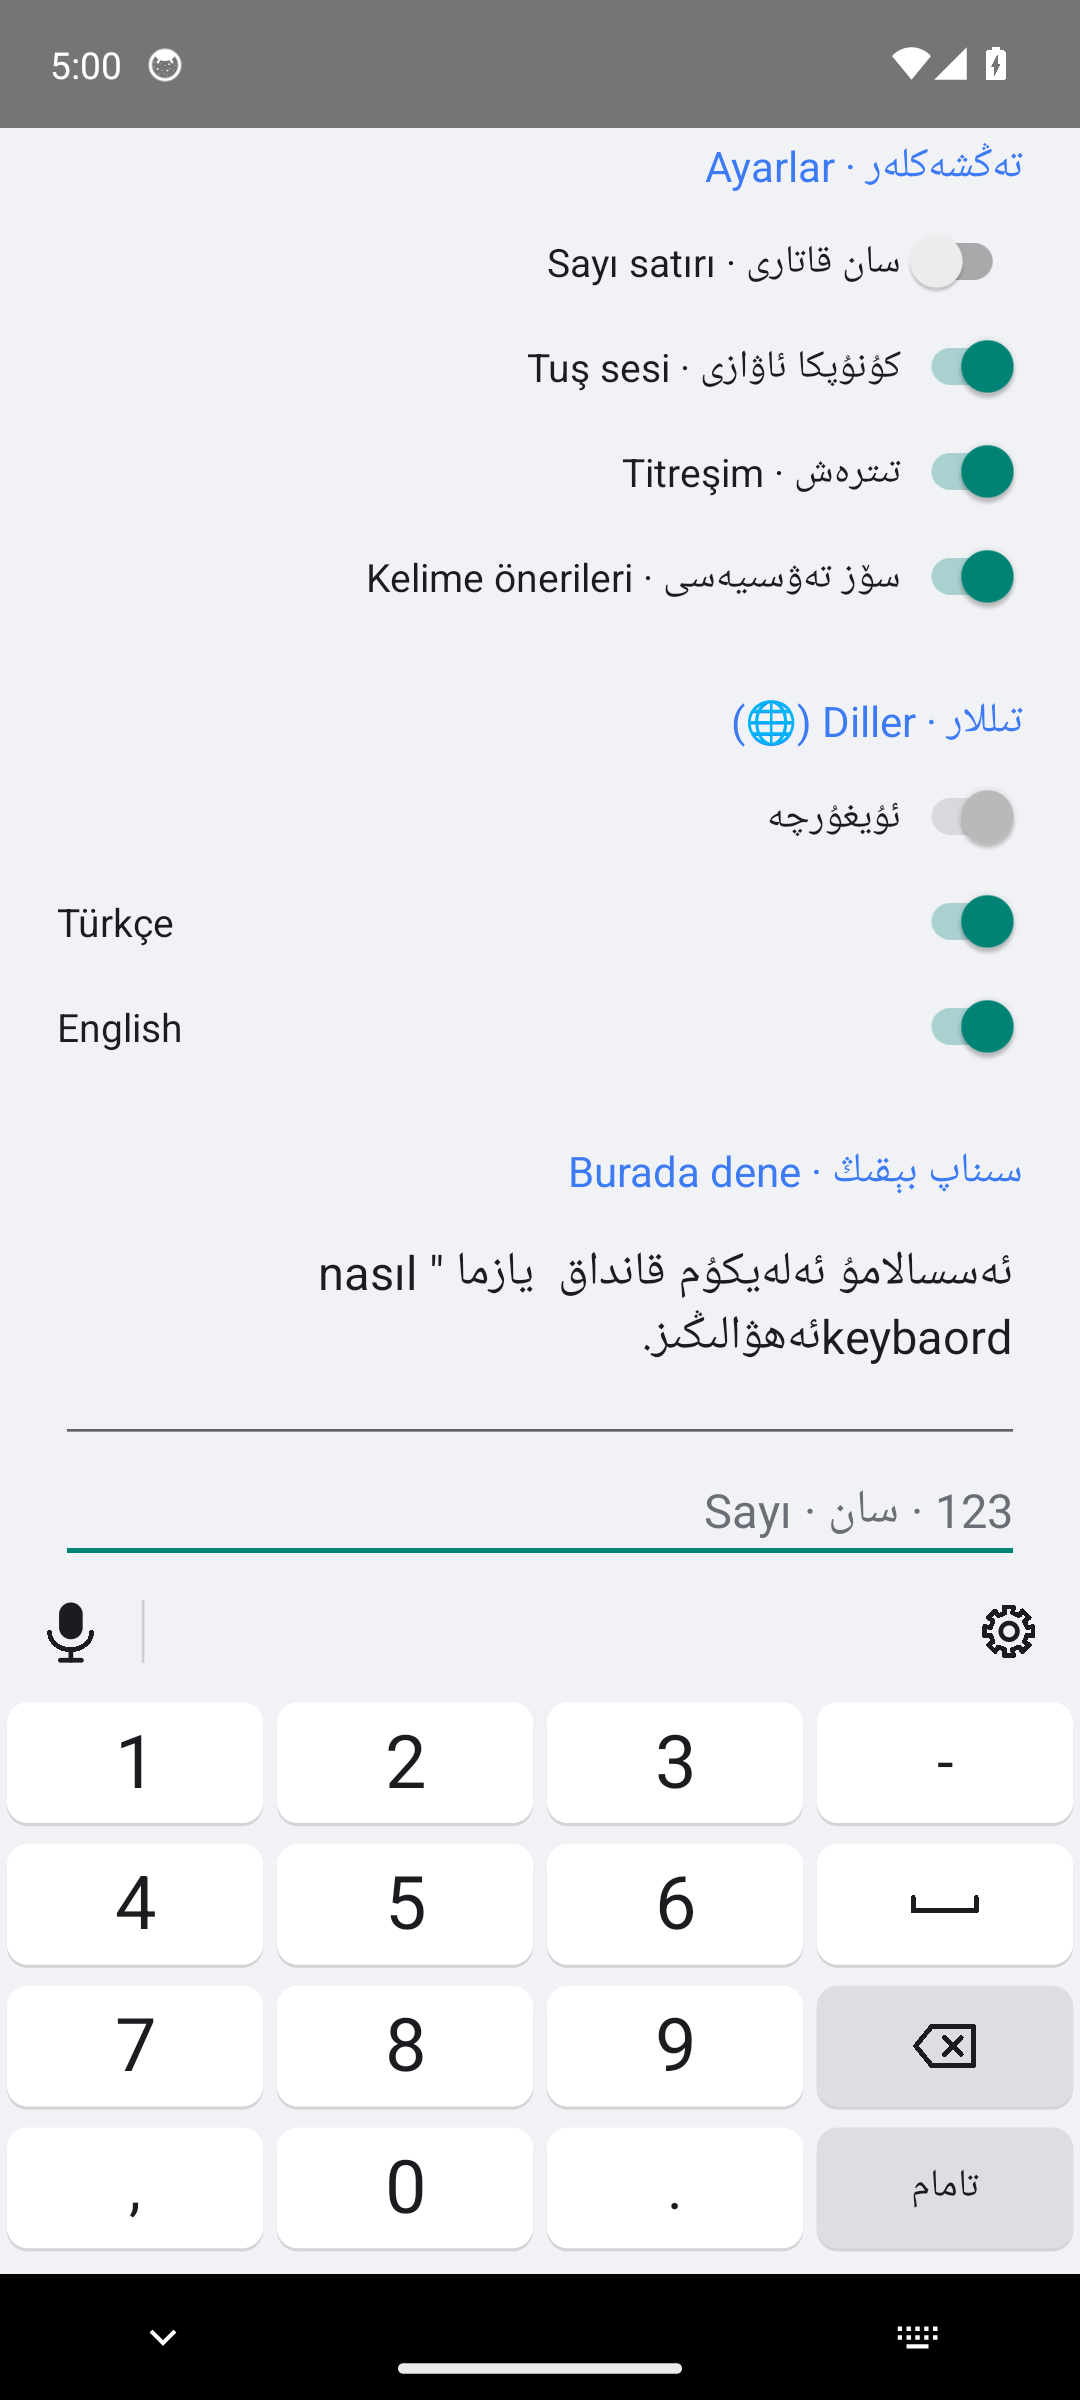 5:00
تەڭشەكلەر · Ayarlar
سان قاتارى · Sayı satırı
كۇنۇپكا ئاۋازى · Tuş sesi
تىترەش · Titreşim
سۆز تەۋسىيەسى · Kelime önerileri
تىللار · Diller (🌐)
ئۇيغۇرچە
Türkçe
English
سىناپ بېقىڭ · Burada dene
ئەسسالامۇ ئەلەيكۇم قانداق  يازما " nasıl
keybaordئەھۋالىڭىز.
123 · سان · Sayı
1 2 3 -
4 5 6
7 8 9
, 0 . تامام